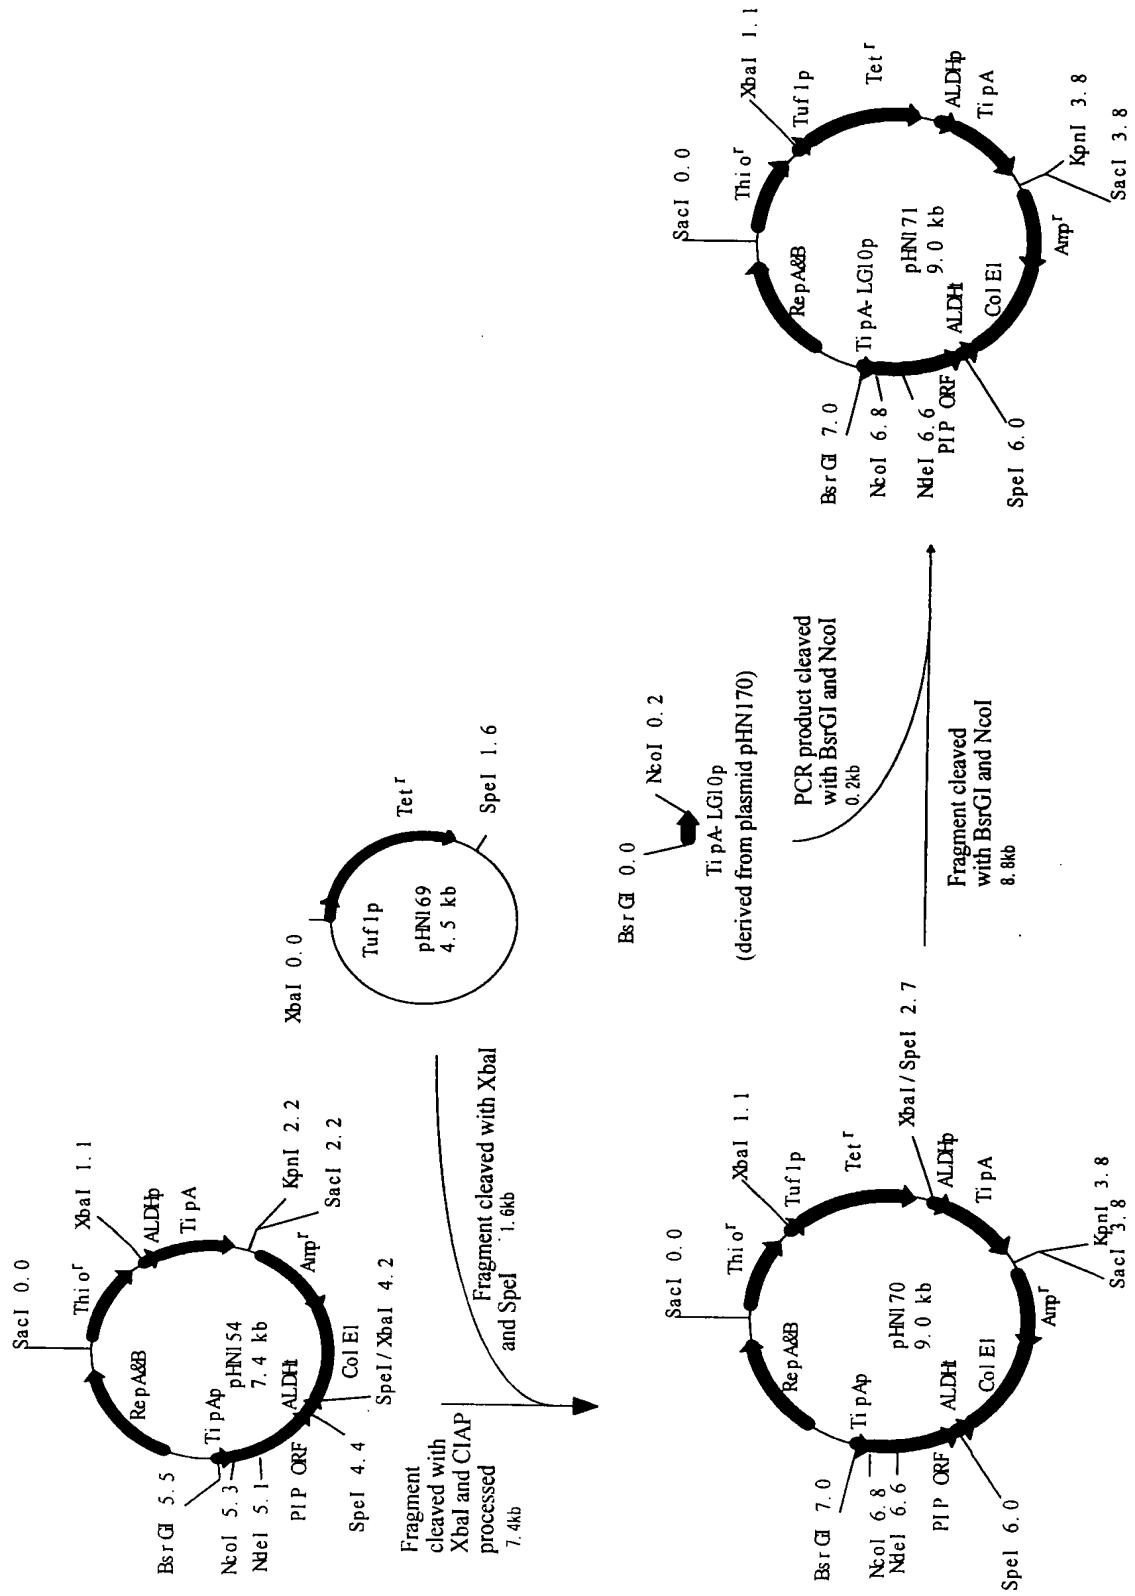 SacI 0.0
Thio^r
XbaI 1.1
ALDHp
TipA
KpnI 2.2
SacI 2.2
Amp^r
ColE1
SpeI/XbaI 4.2
SpeI 4.4
ALDHt
PIP ORF
NdeI 5.1
NcoI 5.3
BsrGI 5.5
TipAp
RepA&B
pHN154
7.4 kb
XbaI 0.0
Tuf1p
Tet^r
SpeI 1.6
pHN169
4.5 kb
Fragment
cleaved with
XbaI and CIAP
processed
7.4kb
Fragment cleaved with XbaI
and SpeI 1.6kb
SacI 0.0
Thio^r
XbaI 1.1
Tuf1p
Tet^r
XbaI/SpeI 2.7
ALDHp
TipA
KpnI 3.8
SacI 3.8
Amp^r
ColE1
ALDHt
SpeI 6.0
PIP ORF
NdeI 6.6
NcoI 6.8
BsrGI 7.0
TipAp
RepA&B
pHN170
9.0 kb
BsrGI 0.0
NcoI 0.2
TipA-LG10p
(derived from plasmid pHN170)
PCR product cleaved
with BsrGI and NcoI
0.2kb
Fragment cleaved
with BsrGI and NcoI
8.8kb
SacI 0.0
Thio^r
XbaI 1.1
Tuf1p
Tet^r
ALDHp
TipA
KpnI 3.8
SacI 3.8
Amp^r
ColE1
ALDHt
SpeI 6.0
PIP ORF
NdeI 6.6
NcoI 6.8
BsrGI 7.0
TipA-LG10p
RepA&B
pHN171
9.0 kb